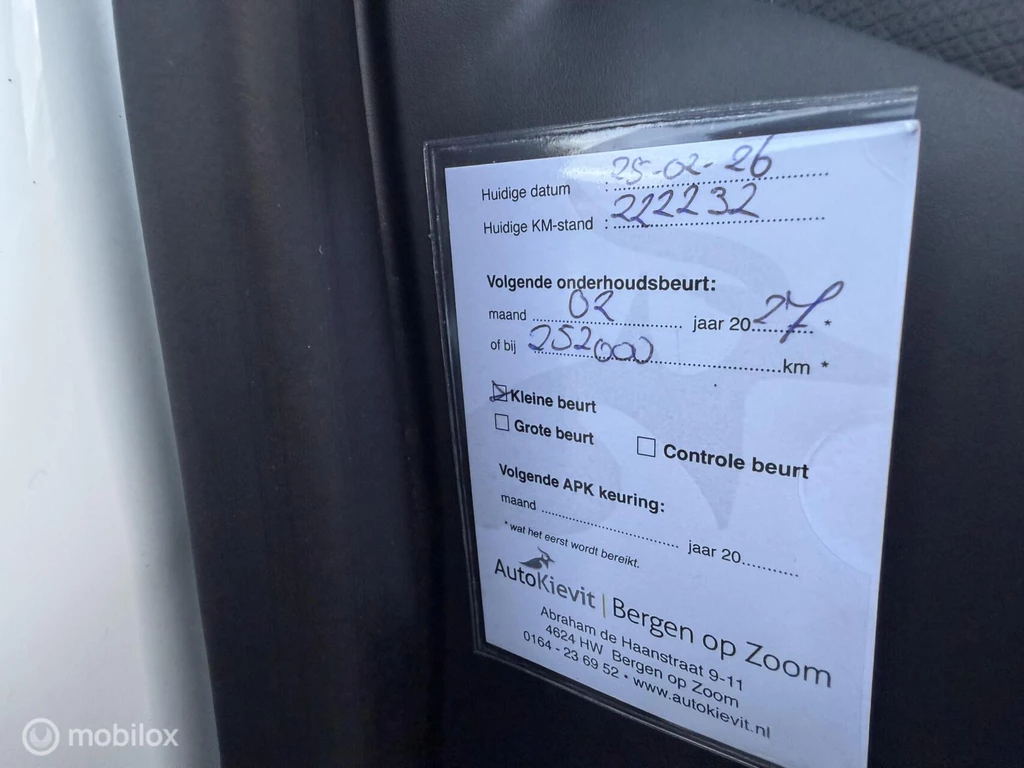 Huidige datum : 25-02-26
Huidige KM-stand : 222232
Volgende onderhoudsbeurt:
maand 02 jaar 2027 *
of bij 252000 km *
Kleine beurt
Grote beurt
Controle beurt
Volgende APK keuring:
maand jaar 20
* wat het eerst wordt bereikt.
AutoKievit | Bergen op Zoom
Abraham de Haanstraat 9-11
4624 HW Bergen op Zoom
0164 - 23 69 52 • www.autokievit.nl
mobilox